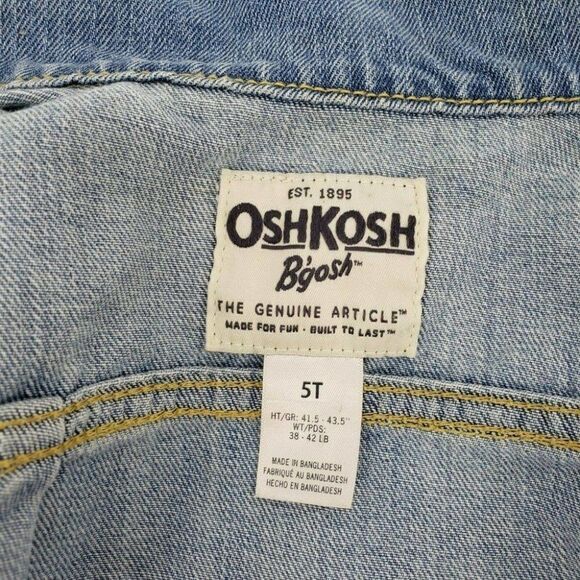 EST. 1895
OSHKOSH
B'gosh™
THE GENUINE ARTICLE™
MADE FOR FUN · BUILT TO LAST™
5T
HT/GR: 41.5 - 43.5"
WT/PDS:
38 - 42 LB
MADE IN BANGLADESH
FABRIQUÉ AU BANGLADESH
HECHO EN BANGLADESH